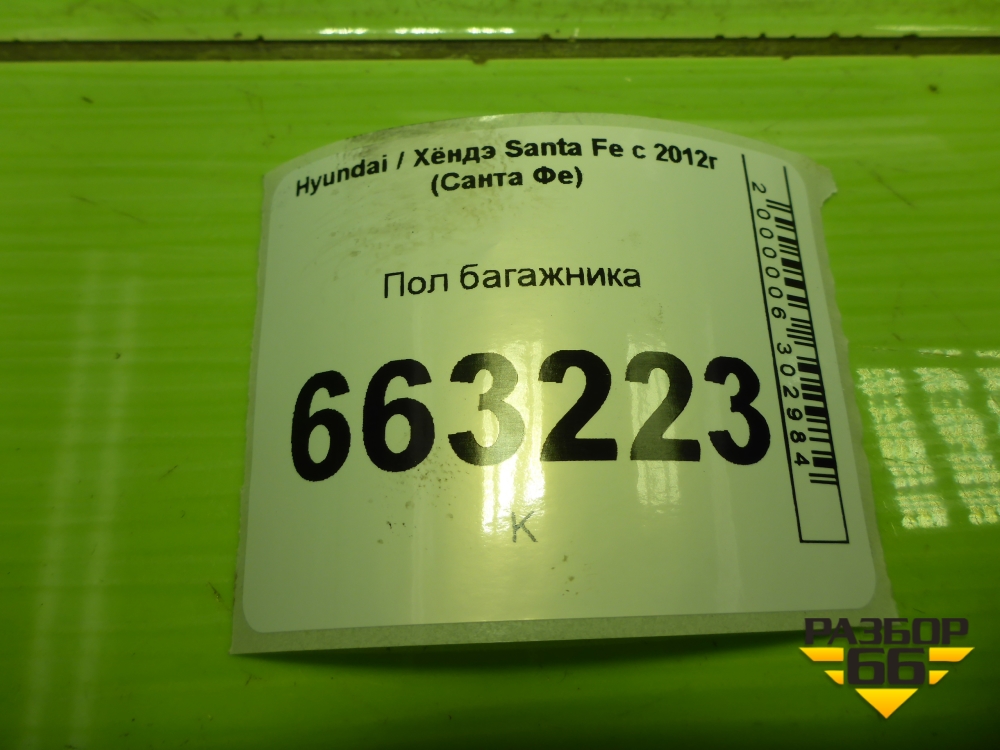 Hyundai / Хёндэ Santa Fe с 2012г
(Санта Фе)
Пол багажника
663223
К
2000006302984
РАЗБОР
66